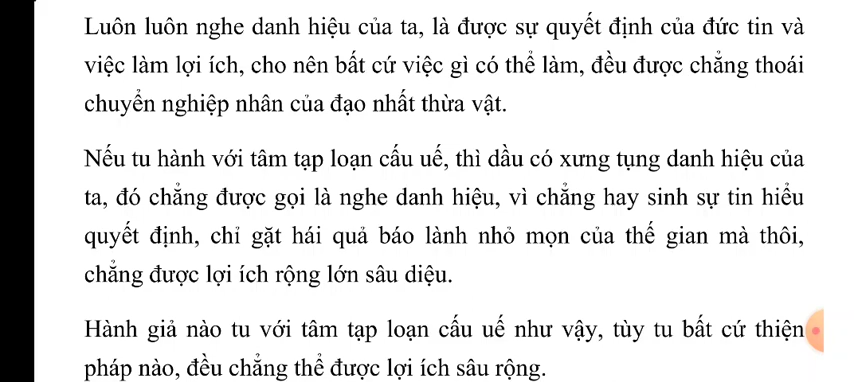 Luôn luôn nghe danh hiệu của ta, là được sự quyết định của đức tin và
việc làm lợi ích, cho nên bất cứ việc gì có thể làm, đều được chẳng thoái
chuyển nghiệp nhân của đạo nhất thừa vật.
Nếu tu hành với tâm tạp loạn cấu uế, thì dầu có xưng tụng danh hiệu của
ta, đó chẳng được gọi là nghe danh hiệu, vì chẳng hay sinh sự tin hiểu
quyết định, chỉ gặt hái quả báo lành nhỏ mọn của thế gian mà thôi,
chẳng được lợi ích rộng lớn sâu diệu.
Hành giả nào tu với tâm tạp loạn cấu uế như vậy, tùy tu bất cứ thiện
pháp nào, đều chẳng thể được lợi ích sâu rộng.